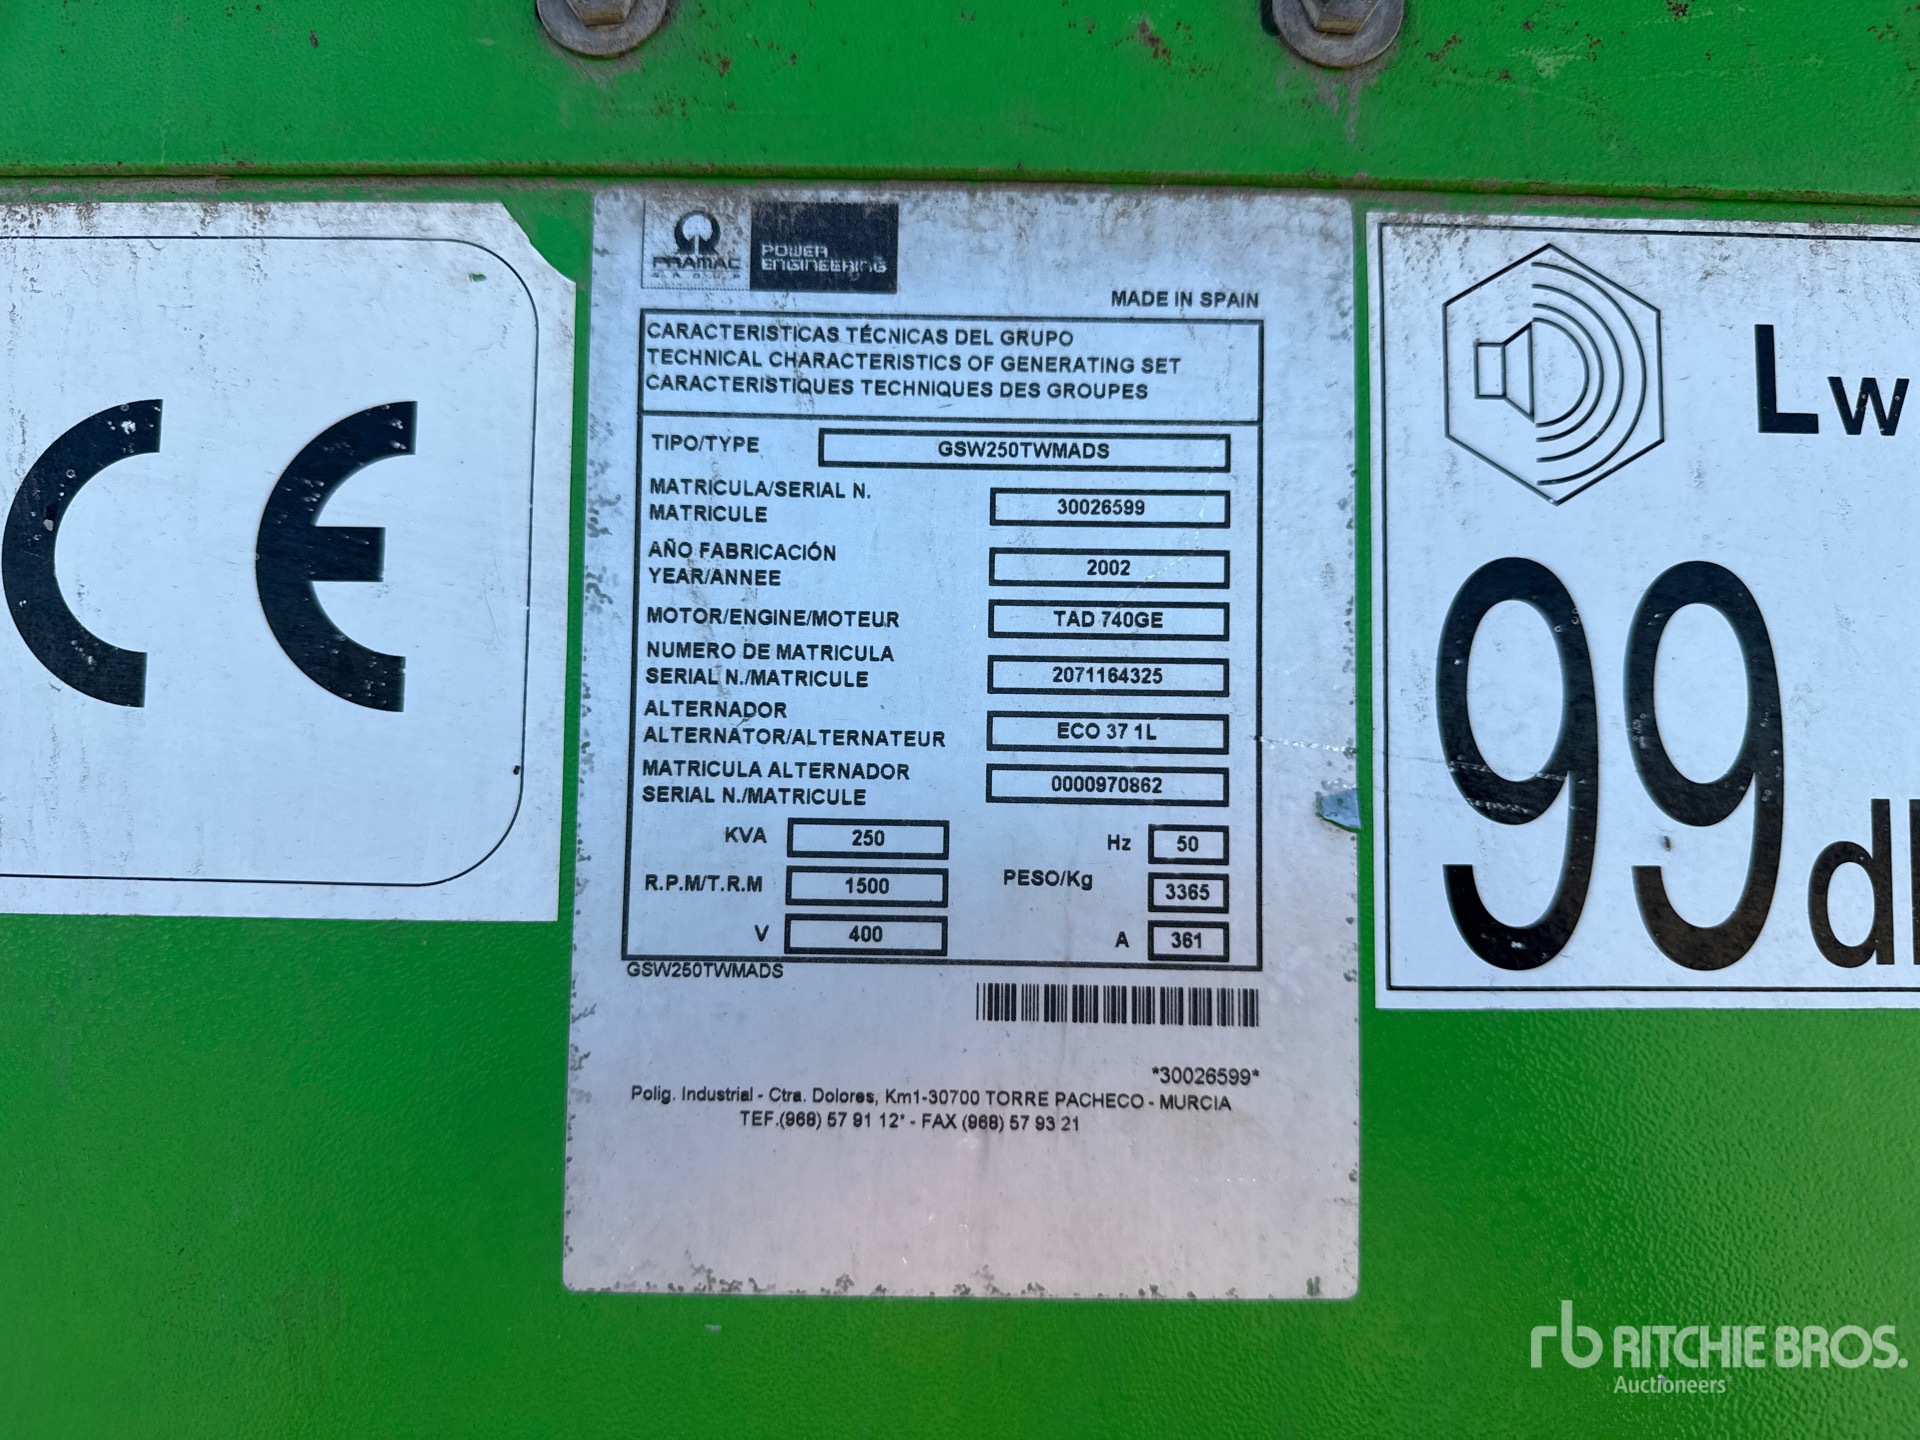 CE
PRAMAC
GROUP
POWER
ENGINEERING
MADE IN SPAIN
CARACTERISTICAS TÉCNICAS DEL GRUPO
TECHNICAL CHARACTERISTICS OF GENERATING SET
CARACTERISTIQUES TECHNIQUES DES GROUPES
TIPO/TYPE GSW250TWMADS
MATRICULA/SERIAL N.
MATRICULE 30026599
AÑO FABRICACIÓN
YEAR/ANNEE 2002
MOTOR/ENGINE/MOTEUR TAD 740GE
NUMERO DE MATRICULA
SERIAL N./MATRICULE 2071164325
ALTERNADOR
ALTERNATOR/ALTERNATEUR ECO 37 1L
MATRICULA ALTERNADOR
SERIAL N./MATRICULE 0000970862
KVA 250 Hz 50
R.P.M/T.R.M 1500 PESO/Kg 3365
V 400 A 361
GSW250TWMADS
*30026599*
Polig. Industrial - Ctra. Dolores, Km1-30700 TORRE PACHECO - MURCIA
TEF.(968) 57 91 12* - FAX (968) 57 93 21
Lw
99
rb RITCHIE BROS.
Auctioneers